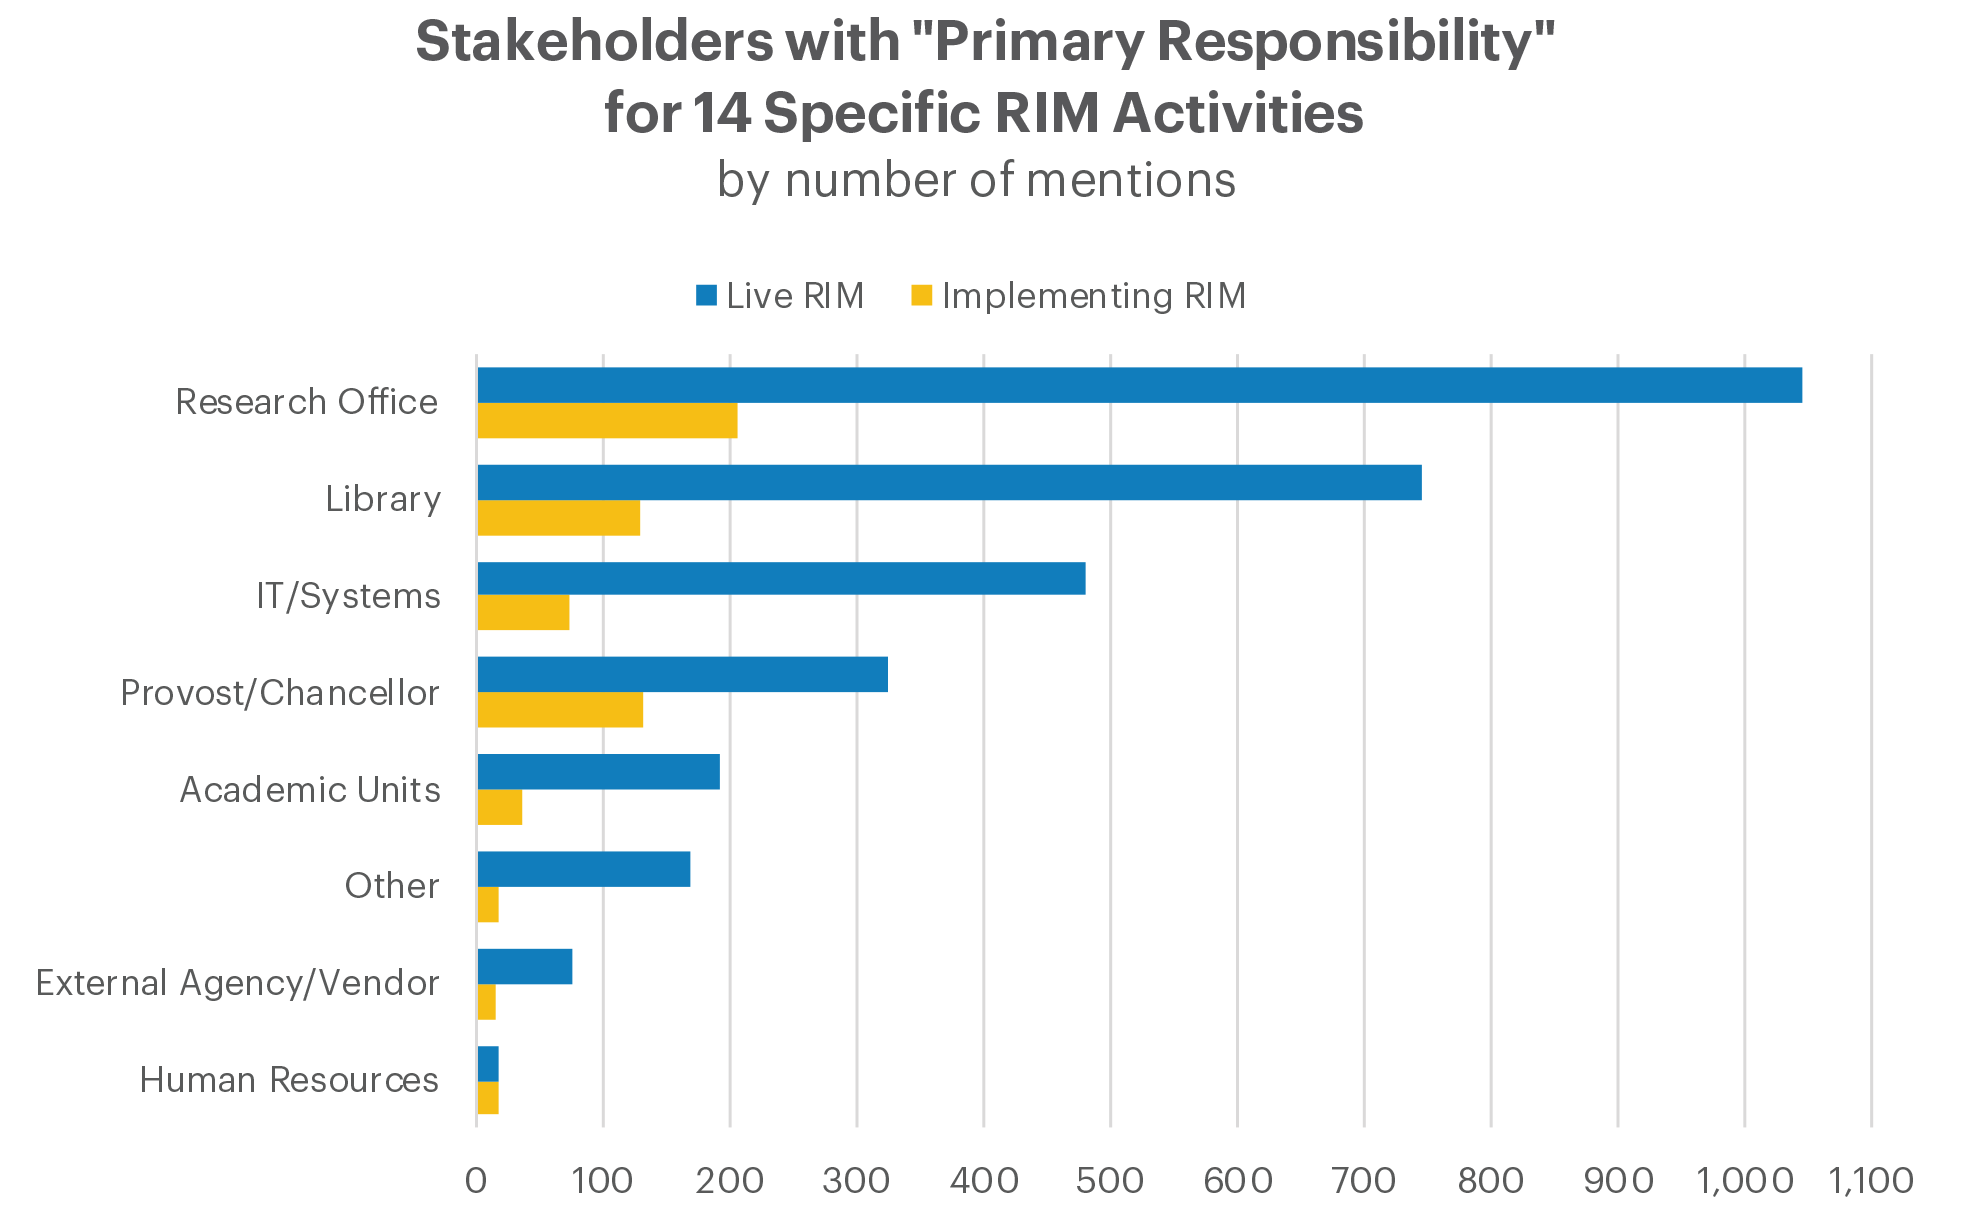 Stakeholders with "Primary Responsibility"
for 14 Specific RIM Activities
by number of mentions
Live RIM Implementing RIM
Research Office
Library
IT/Systems
Provost/Chancellor
Academic Units
Other
External Agency/Vendor
Human Resources
0 100 200 300 400 500 600 700 800 900 1,000 1,100